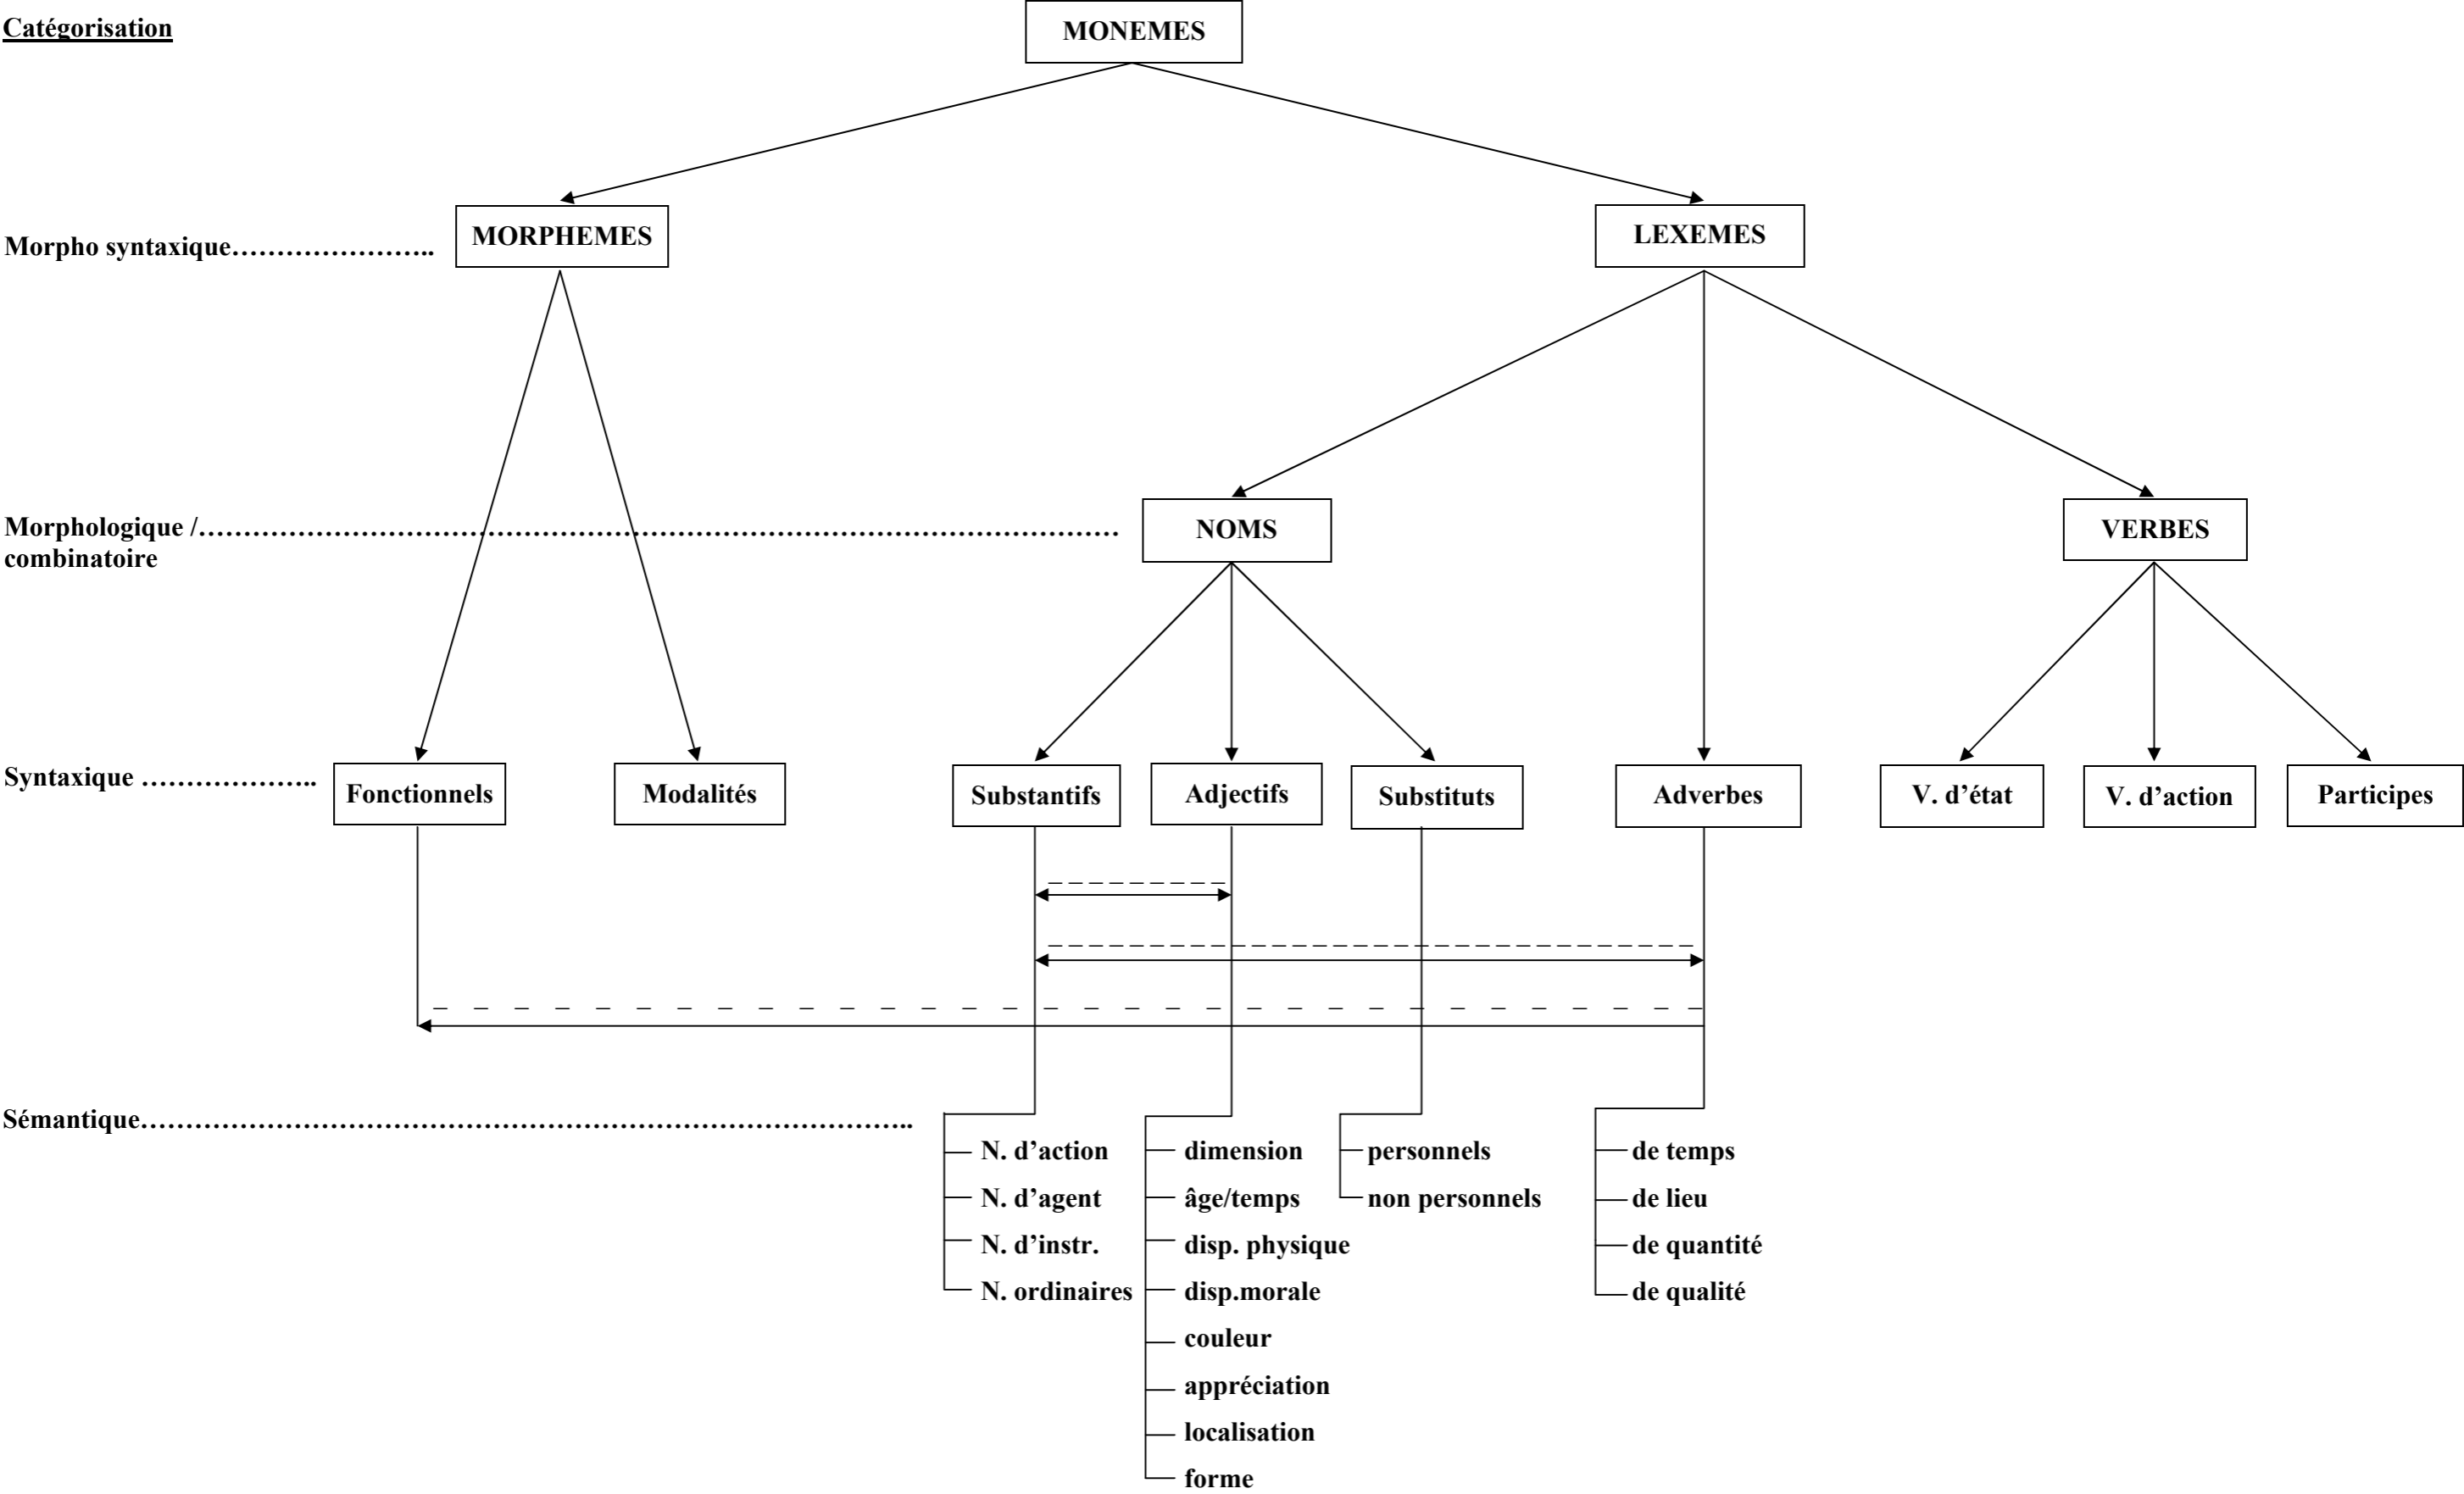 Catégorisation
MONEMES
Morpho syntaxique…………………..
MORPHEMES
LEXEMES
Morphologique /…………………………………………………………………………………………
combinatoire
NOMS
VERBES
Syntaxique ………………..
Fonctionnels
Modalités
Substantifs
Adjectifs
Substituts
Adverbes
V. d’état
V. d’action
Participes
Sémantique…………………………………………………………………………..
N. d’action
N. d’agent
N. d’instr.
N. ordinaires
dimension
âge/temps
disp. physique
disp.morale
couleur
appréciation
localisation
forme
personnels
non personnels
de temps
de lieu
de quantité
de qualité